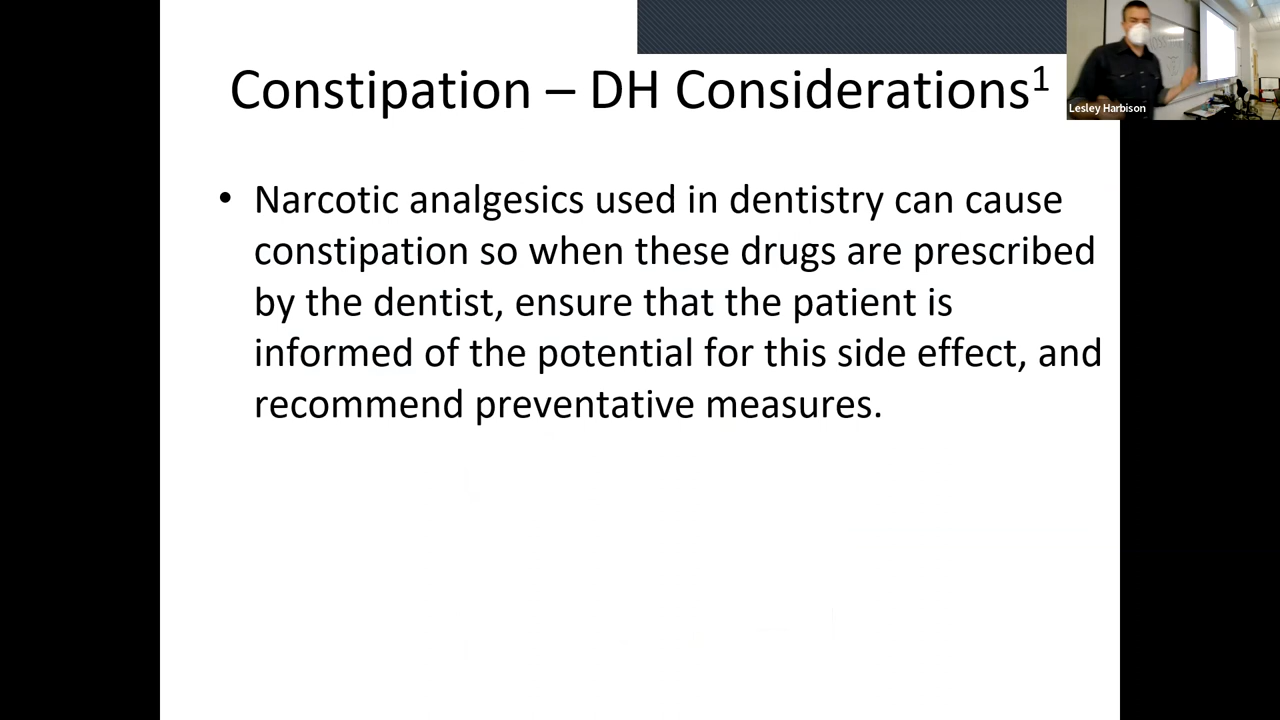 Constipation – DH Considerations¹
Lesley Harbison
• Narcotic analgesics used in dentistry can cause
constipation so when these drugs are prescribed
by the dentist, ensure that the patient is
informed of the potential for this side effect, and
recommend preventative measures.